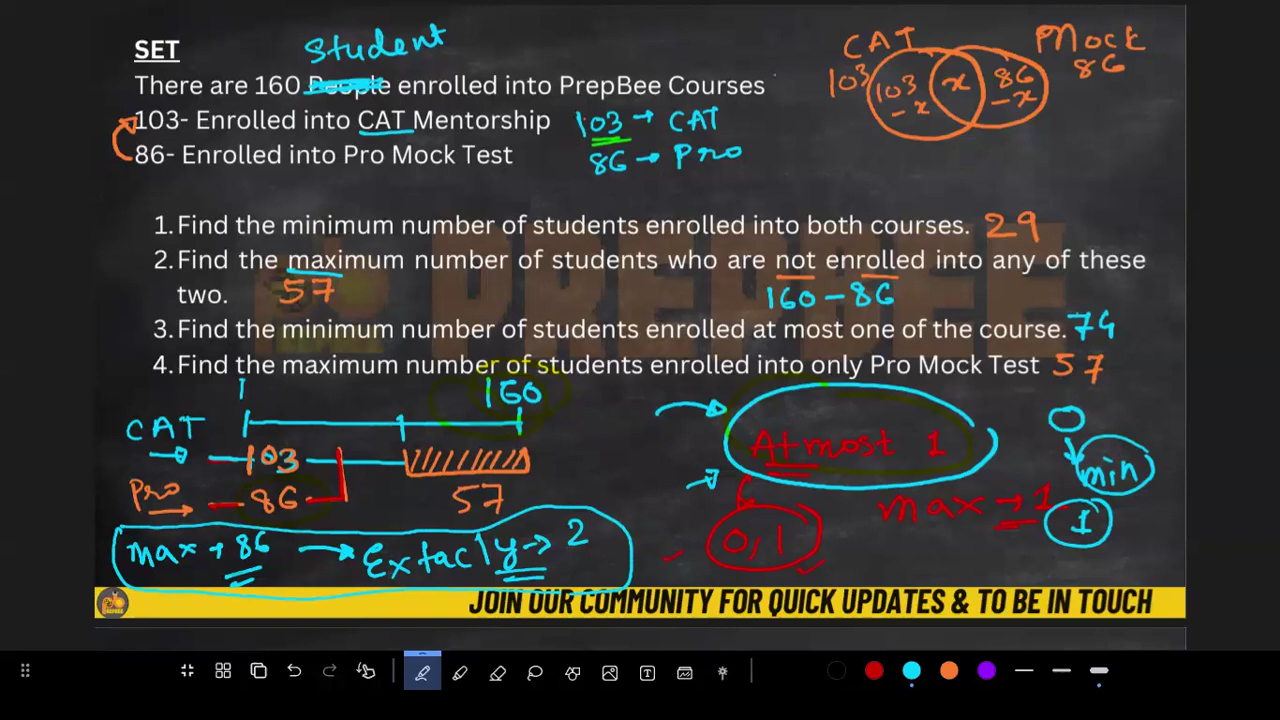 SET
Student
There are 160 People enrolled into PrepBee Courses
103- Enrolled into CAT Mentorship
86- Enrolled into Pro Mock Test
103 → CAT
86 → Pro
CAT
103
Mock
86
103 - x
x
86 - x
1. Find the minimum number of students enrolled into both courses. 29
2. Find the maximum number of students who are not enrolled into any of these
two. 57
160 - 86
3. Find the minimum number of students enrolled at most one of the course. 74
4. Find the maximum number of students enrolled into only Pro Mock Test 57
PREPBEE
160
CAT
103
Pro
86
57
max → 86 → Extactly → 2
Atmost 1
0, 1
max → 1
0
min
1
JOIN OUR COMMUNITY FOR QUICK UPDATES & TO BE IN TOUCH